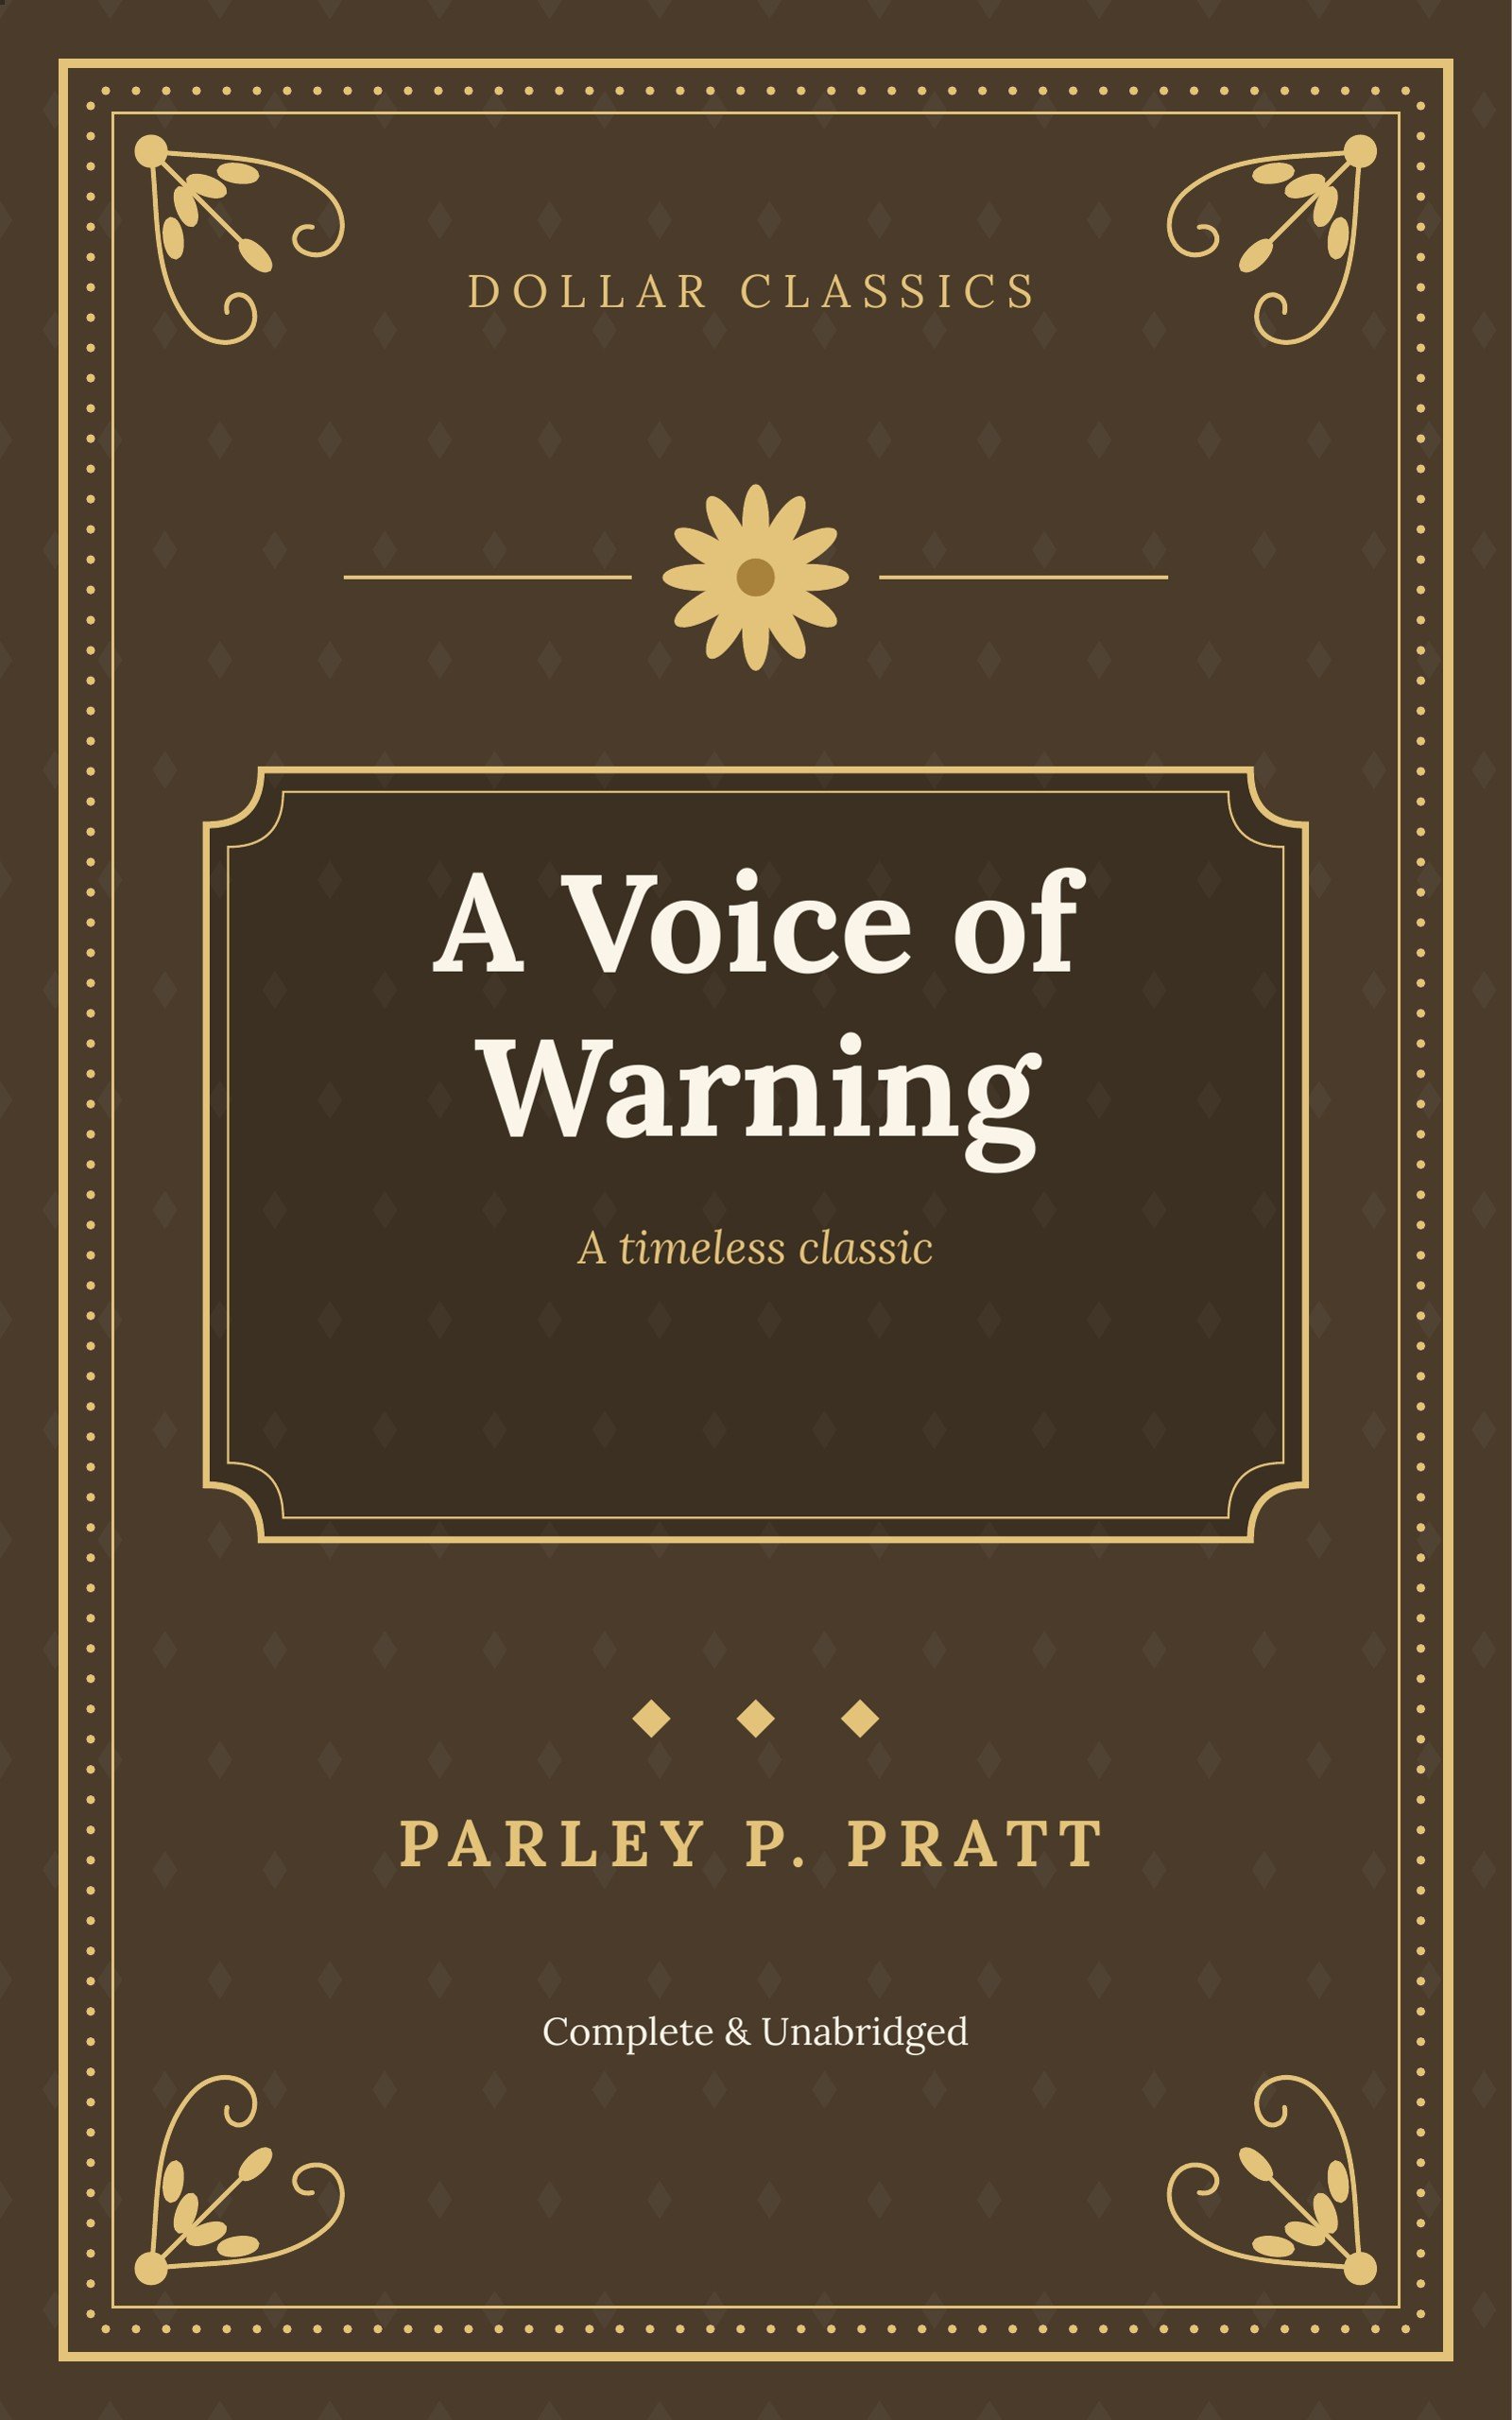 DOLLAR CLASSICS
A Voice of
Warning
A timeless classic
PARLEY P. PRATT
Complete & Unabridged